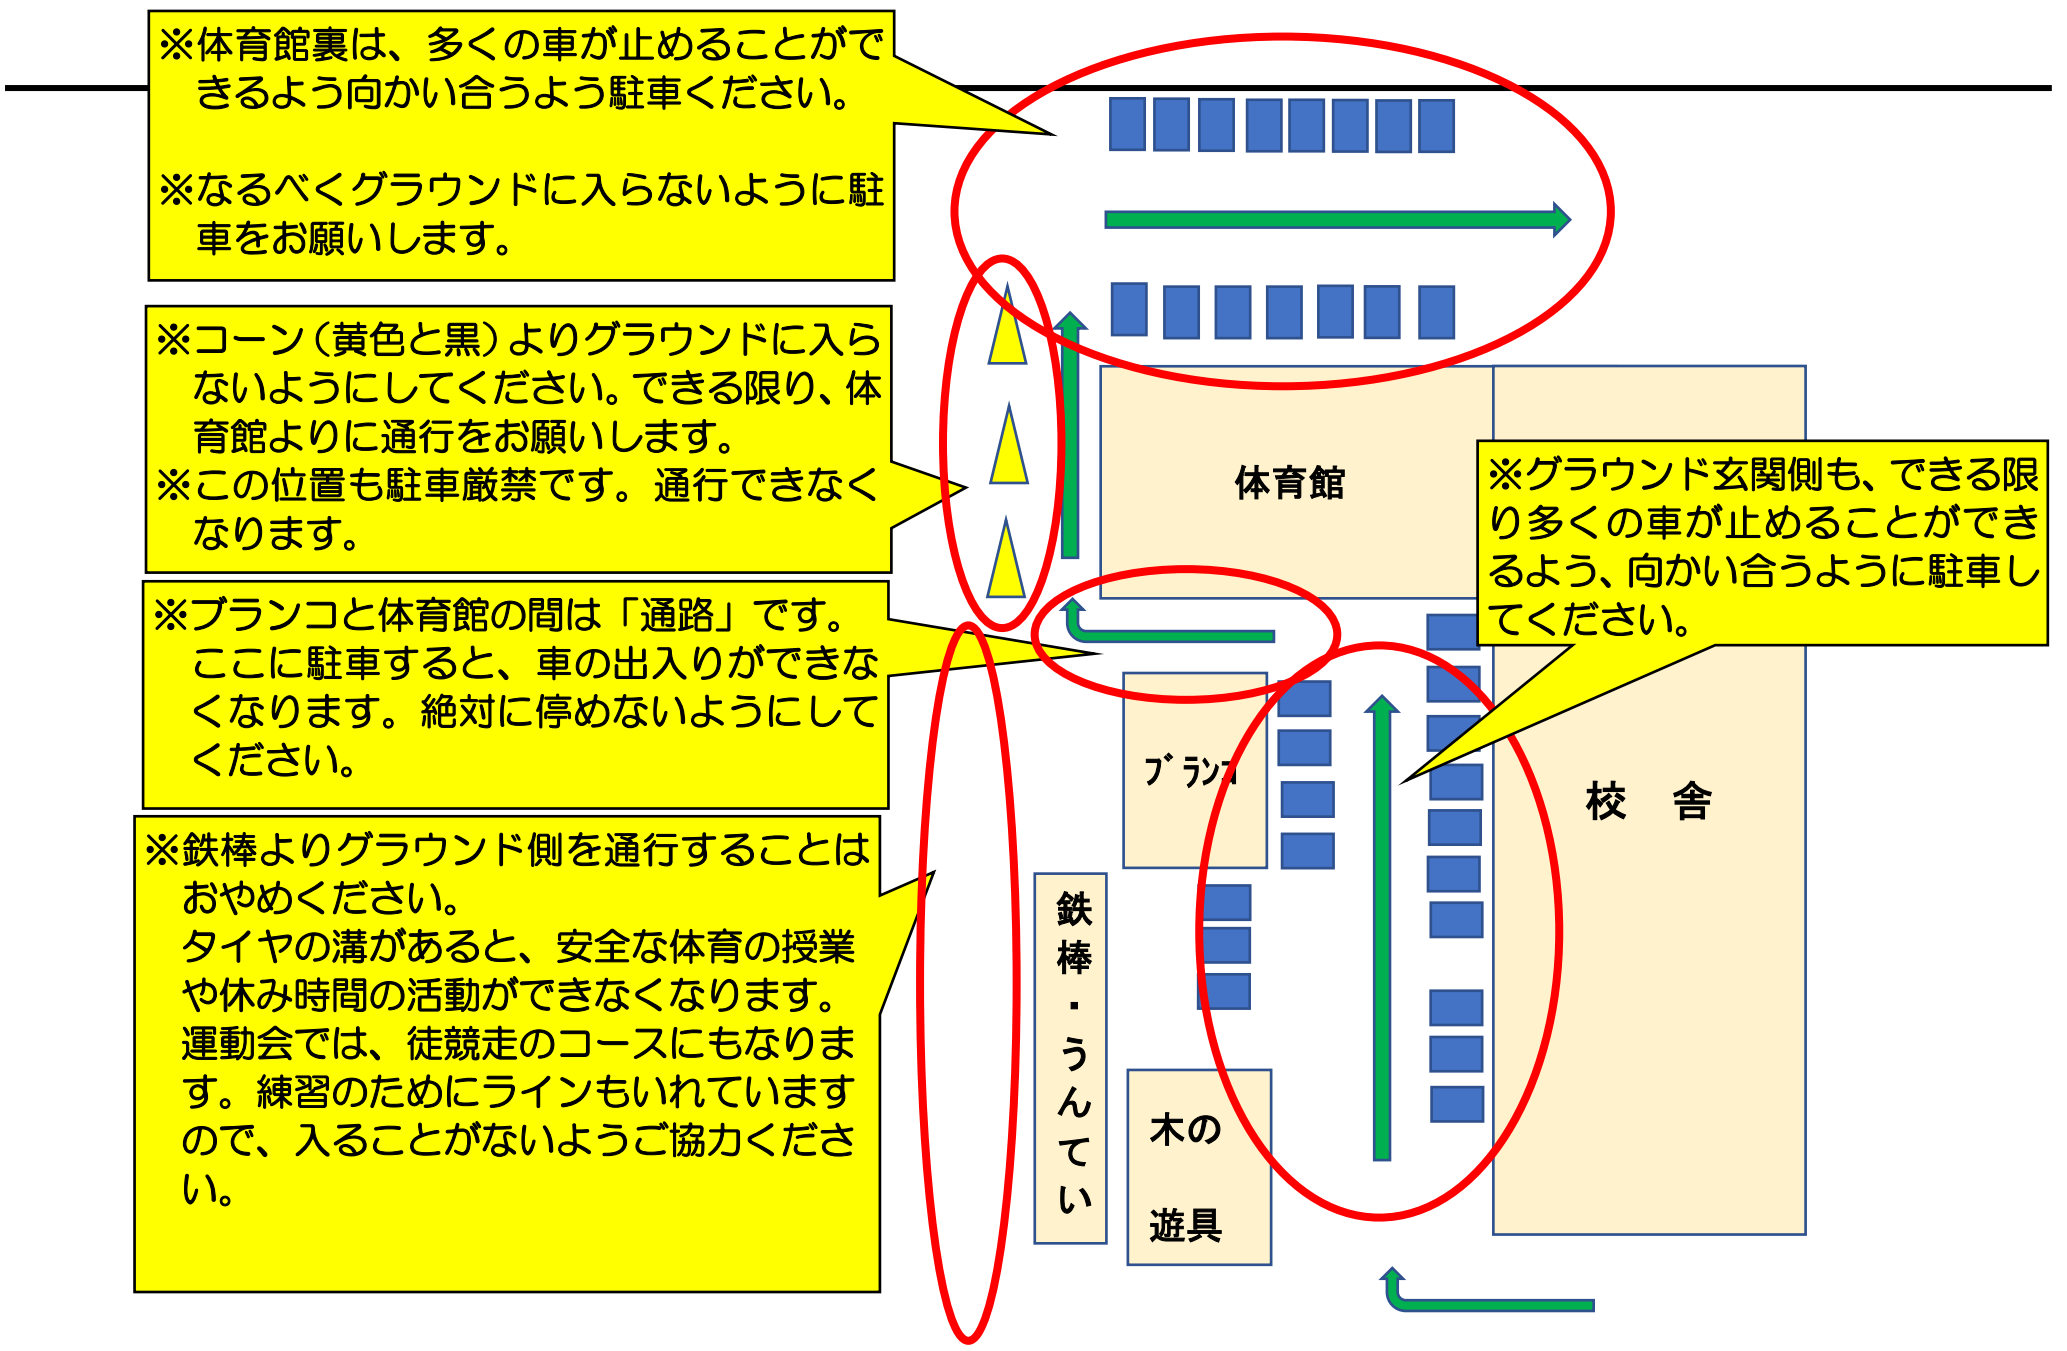 ※体育館裏は、多くの車が止めることがで
きるよう向かい合うよう駐車ください。
※なるべくグラウンドに入らないように駐
車をお願いします。
※コーン（黄色と黒）よりグラウンドに入ら
ないようにしてください。できる限り、体
育館よりに通行をお願いします。
※この位置も駐車厳禁です。通行できなく
なります。
※ブランコと体育館の間は「通路」です。
ここに駐車すると、車の出入りができな
くなります。絶対に停めないようにして
ください。
※鉄棒よりグラウンド側を通行することは
おやめください。
タイヤの溝があると、安全な体育の授業
や休み時間の活動ができなくなります。
運動会では、徒競走のコースにもなりま
す。練習のためにラインもいれています
ので、入ることがないようご協力くださ
い。
体育館
※グラウンド玄関側も、できる限
り多くの車が止めることができ
るよう、向かい合うように駐車し
てください。
ブランコ
校　舎
鉄棒・うんてい
木の
遊具